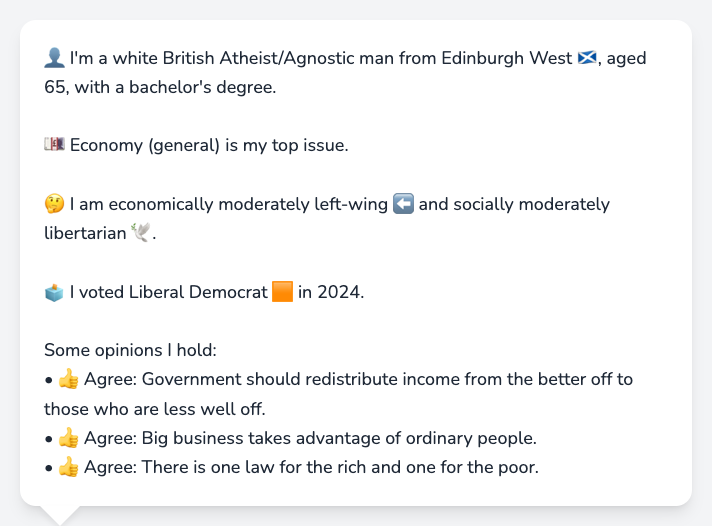 👤 I'm a white British Atheist/Agnostic man from Edinburgh West 🏴󠁧󠁢󠁳󠁣󠁴󠁿, aged
65, with a bachelor's degree.
💷 Economy (general) is my top issue.
🤔 I am economically moderately left-wing ⬅️ and socially moderately
libertarian 🕊️.
🗳️ I voted Liberal Democrat 🟧 in 2024.
Some opinions I hold:
• 👍 Agree: Government should redistribute income from the better off to
those who are less well off.
• 👍 Agree: Big business takes advantage of ordinary people.
• 👍 Agree: There is one law for the rich and one for the poor.